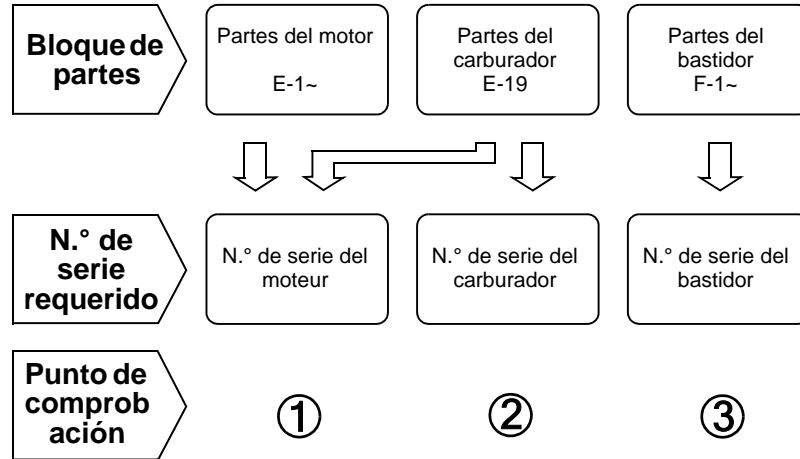 Bloque de
partes
Partes del motor
E-1~
Partes del
carburador
E-19
Partes del
bastidor
F-1~
N.° de
serie
requerido
N.° de serie del
moteur
N.° de serie del
carburador
N.° de serie del
bastidor
Punto de
comprob
ación
①
②
③